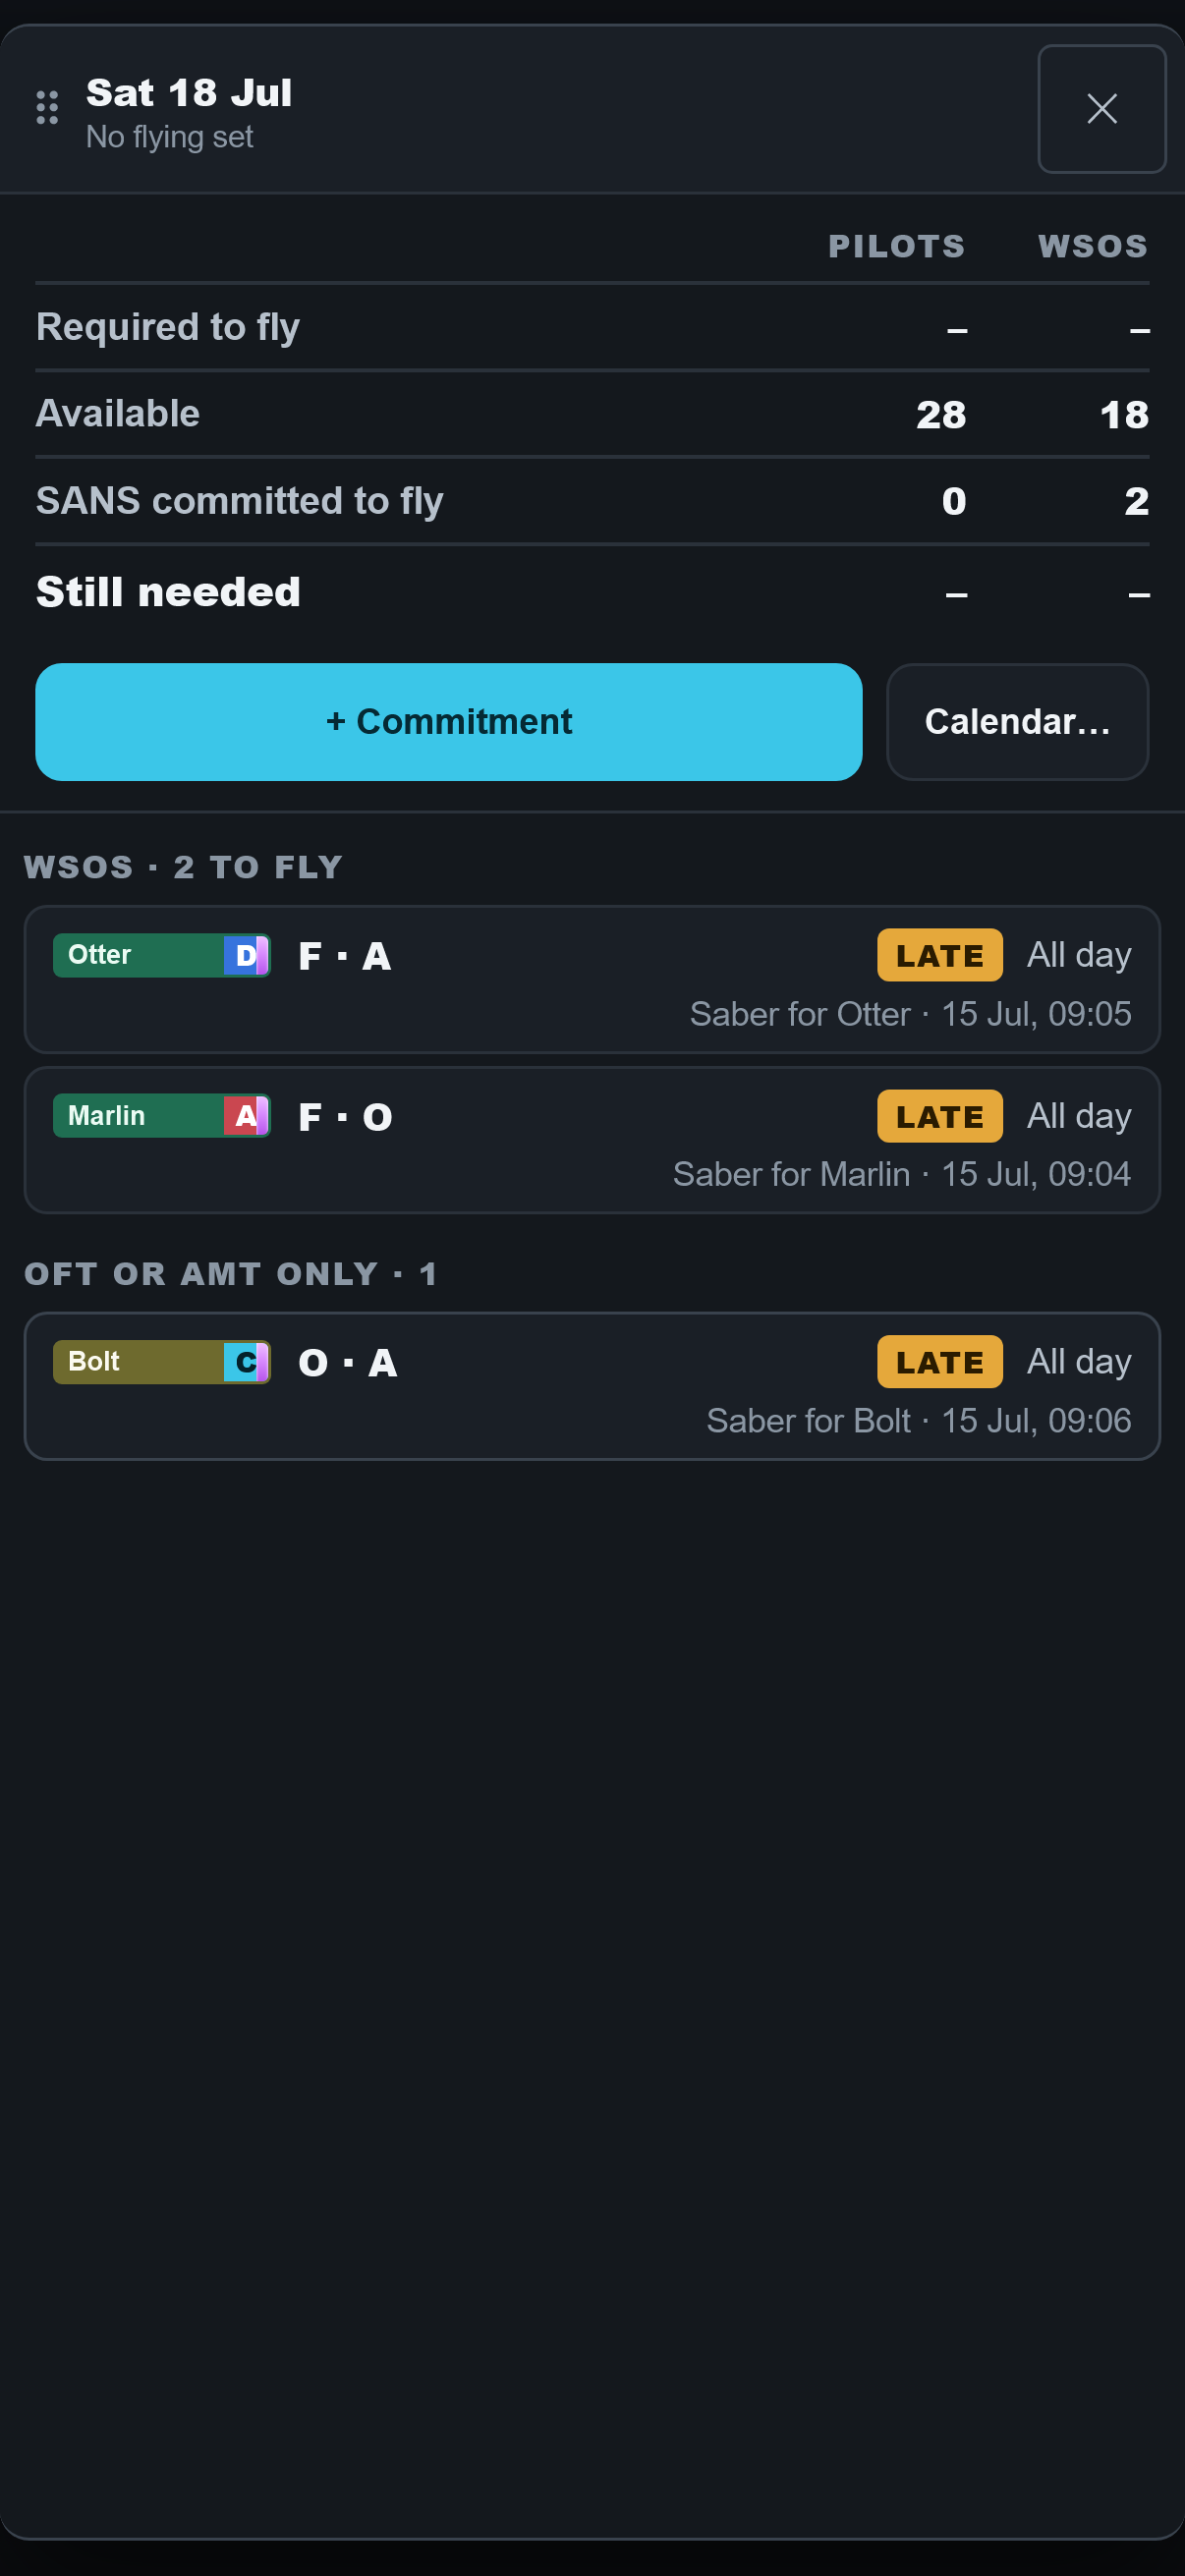 Sat 18 Jul
No flying set
PILOTS WSOS
Required to fly – –
Available 28 18
SANS committed to fly 0 2
Still needed – –
+ Commitment Calendar...
WSOS · 2 TO FLY
Otter D F · A LATE All day
Saber for Otter · 15 Jul, 09:05
Marlin A F · O LATE All day
Saber for Marlin · 15 Jul, 09:04
OFT OR AMT ONLY · 1
Bolt C O · A LATE All day
Saber for Bolt · 15 Jul, 09:06